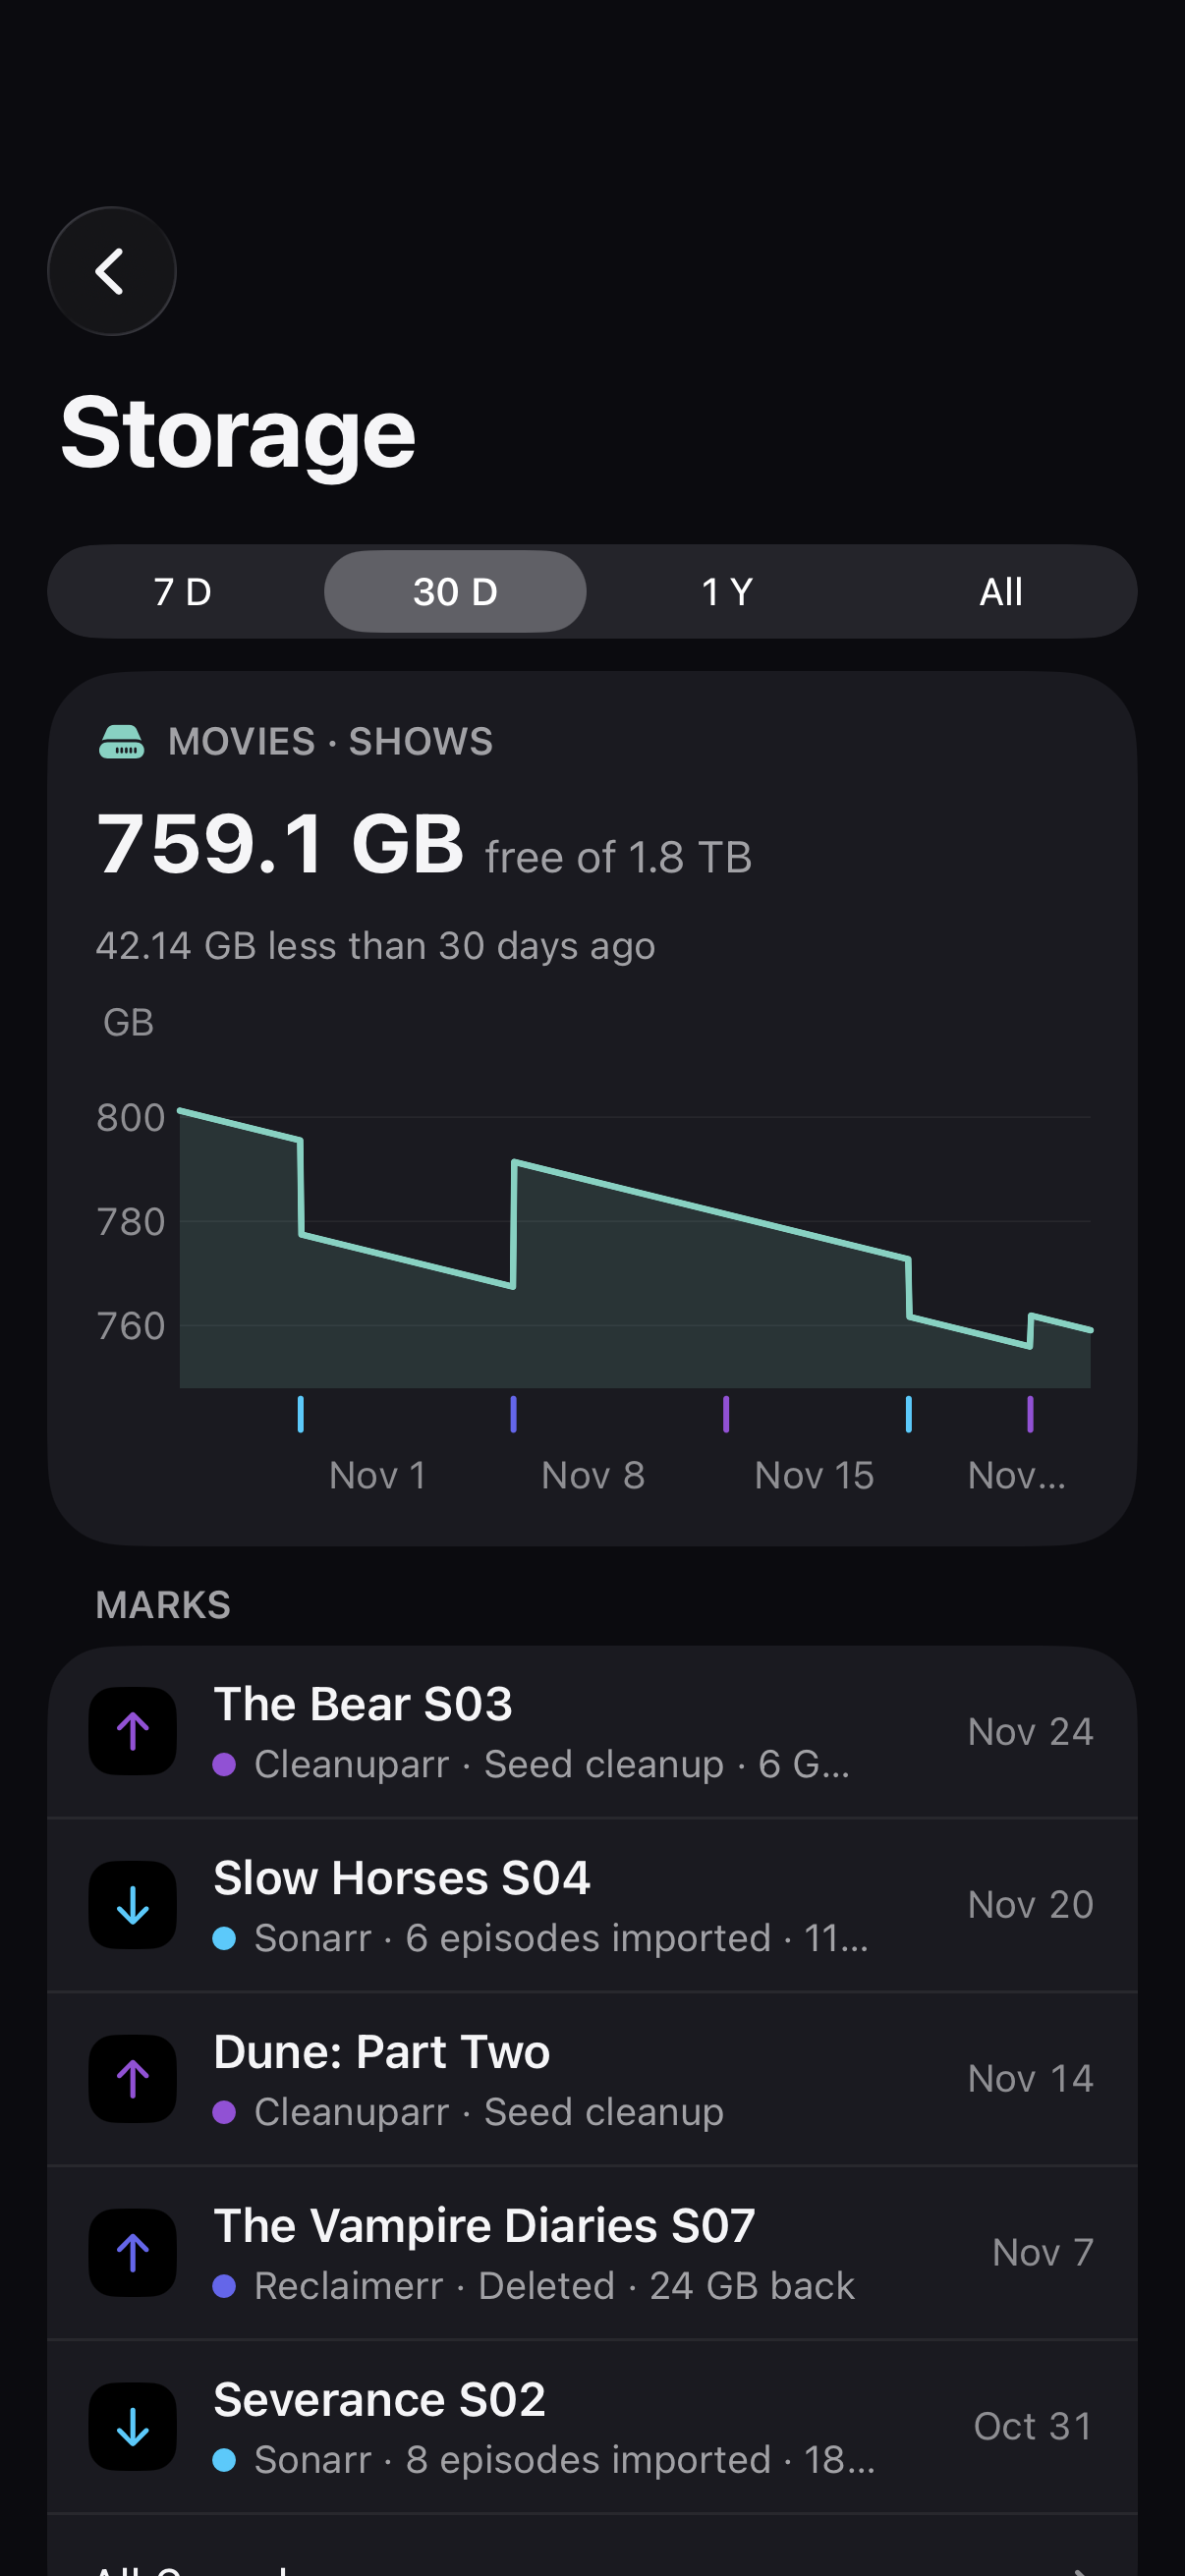 Storage
7 D 30 D 1 Y All
MOVIES · SHOWS
759.1 GB free of 1.8 TB
42.14 GB less than 30 days ago
GB
800
780
760
Nov 1 Nov 8 Nov 15 Nov...
MARKS
The Bear S03
Cleanuparr · Seed cleanup · 6 G...
Nov 24
Slow Horses S04
Sonarr · 6 episodes imported · 11...
Nov 20
Dune: Part Two
Cleanuparr · Seed cleanup
Nov 14
The Vampire Diaries S07
Reclaimerr · Deleted · 24 GB back
Nov 7
Severance S02
Sonarr · 8 episodes imported · 18...
Oct 31